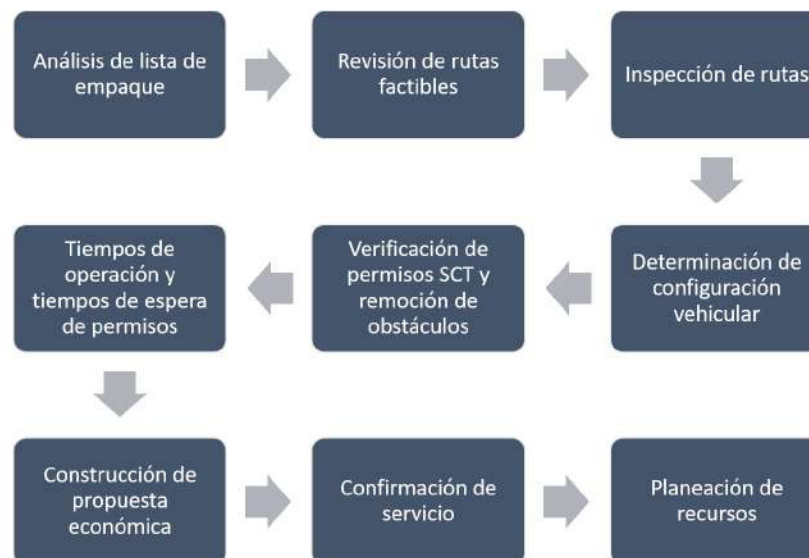 Análisis de lista de
empaque
Revisión de rutas
factibles
Inspección de rutas
Determinación de
configuración
vehicular
Verificación de
permisos SCT y
remoción de
obstáculos
Tiempos de
operación y
tiempos de espera
de permisos
Construcción de
propuesta
económica
Confirmación de
servicio
Planeación de
recursos